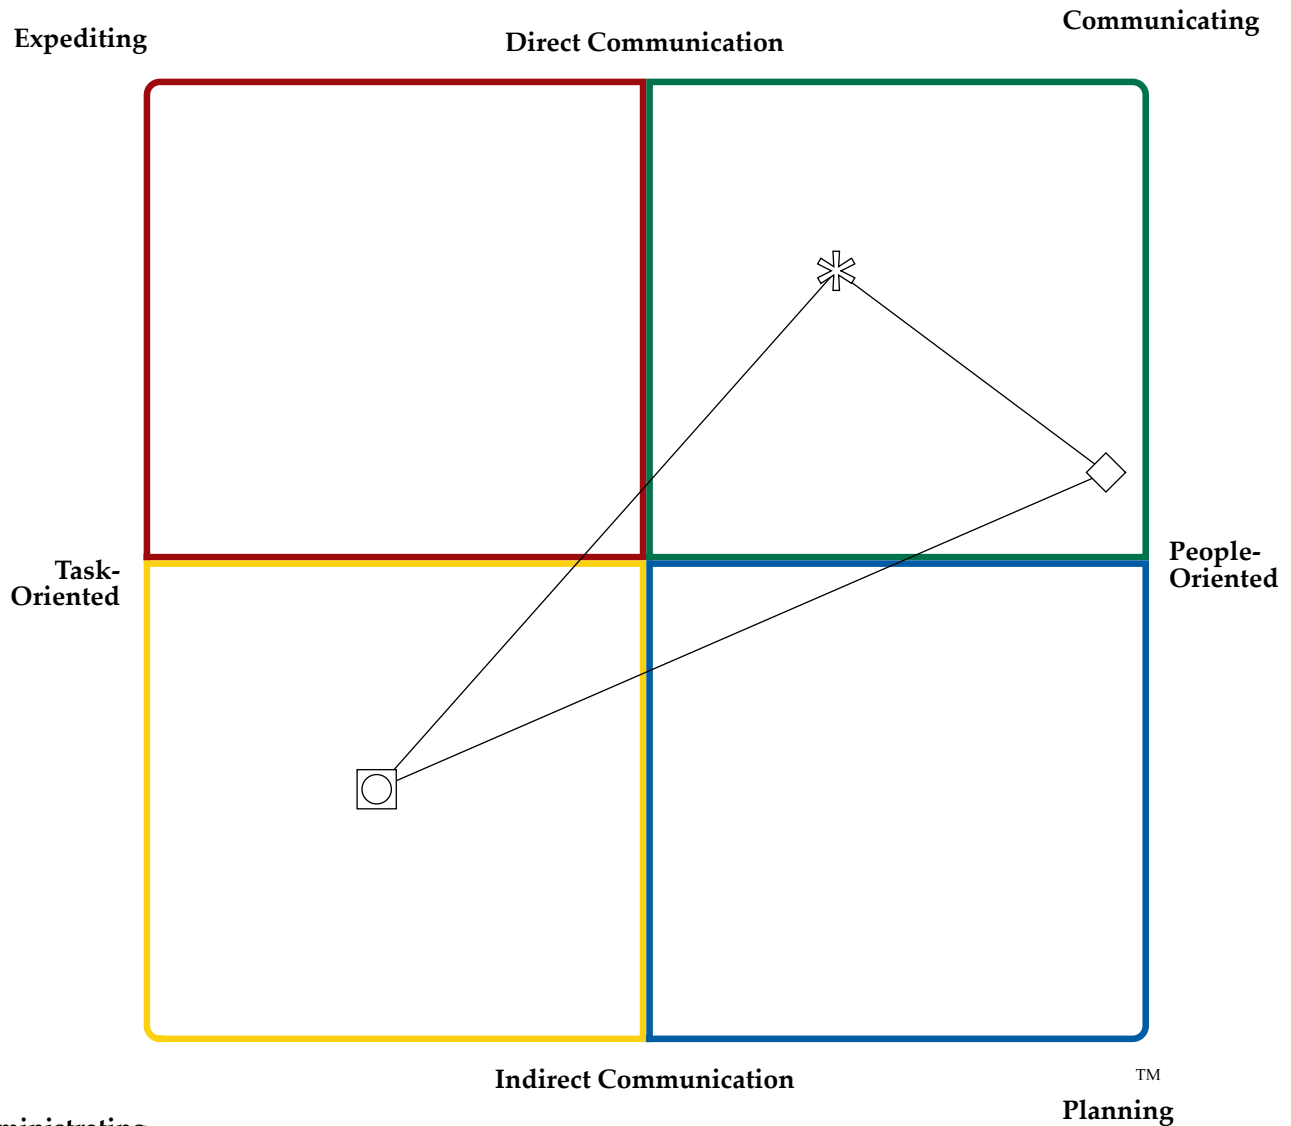 Communicating
Expediting
Direct Communication
People-
Oriented
Task-
Oriented
Indirect Communication
TM
Planning